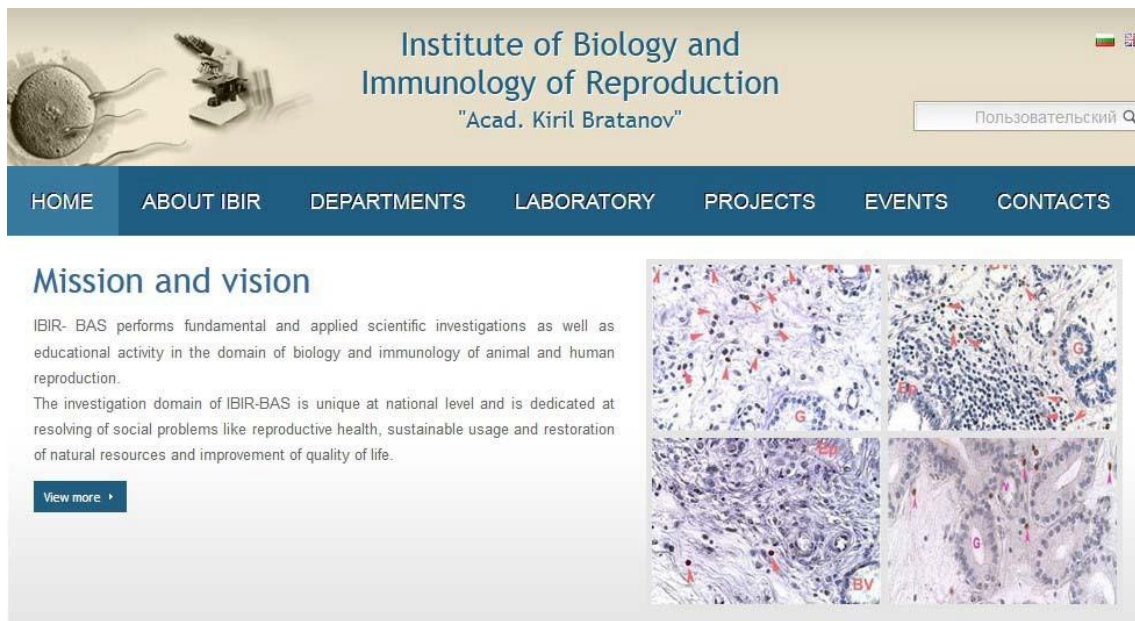 Institute of Biology and
Immunology of Reproduction
"Acad. Kiril Bratanov"
Пользовательский
HOME ABOUT IBIR DEPARTMENTS LABORATORY PROJECTS EVENTS CONTACTS
Mission and vision
IBIR- BAS performs fundamental and applied scientific investigations as well as
educational activity in the domain of biology and immunology of animal and human
reproduction.
The investigation domain of IBIR-BAS is unique at national level and is dedicated at
resolving of social problems like reproductive health, sustainable usage and restoration
of natural resources and improvement of quality of life.
View more
G
G
Ep
Ep
BV
G